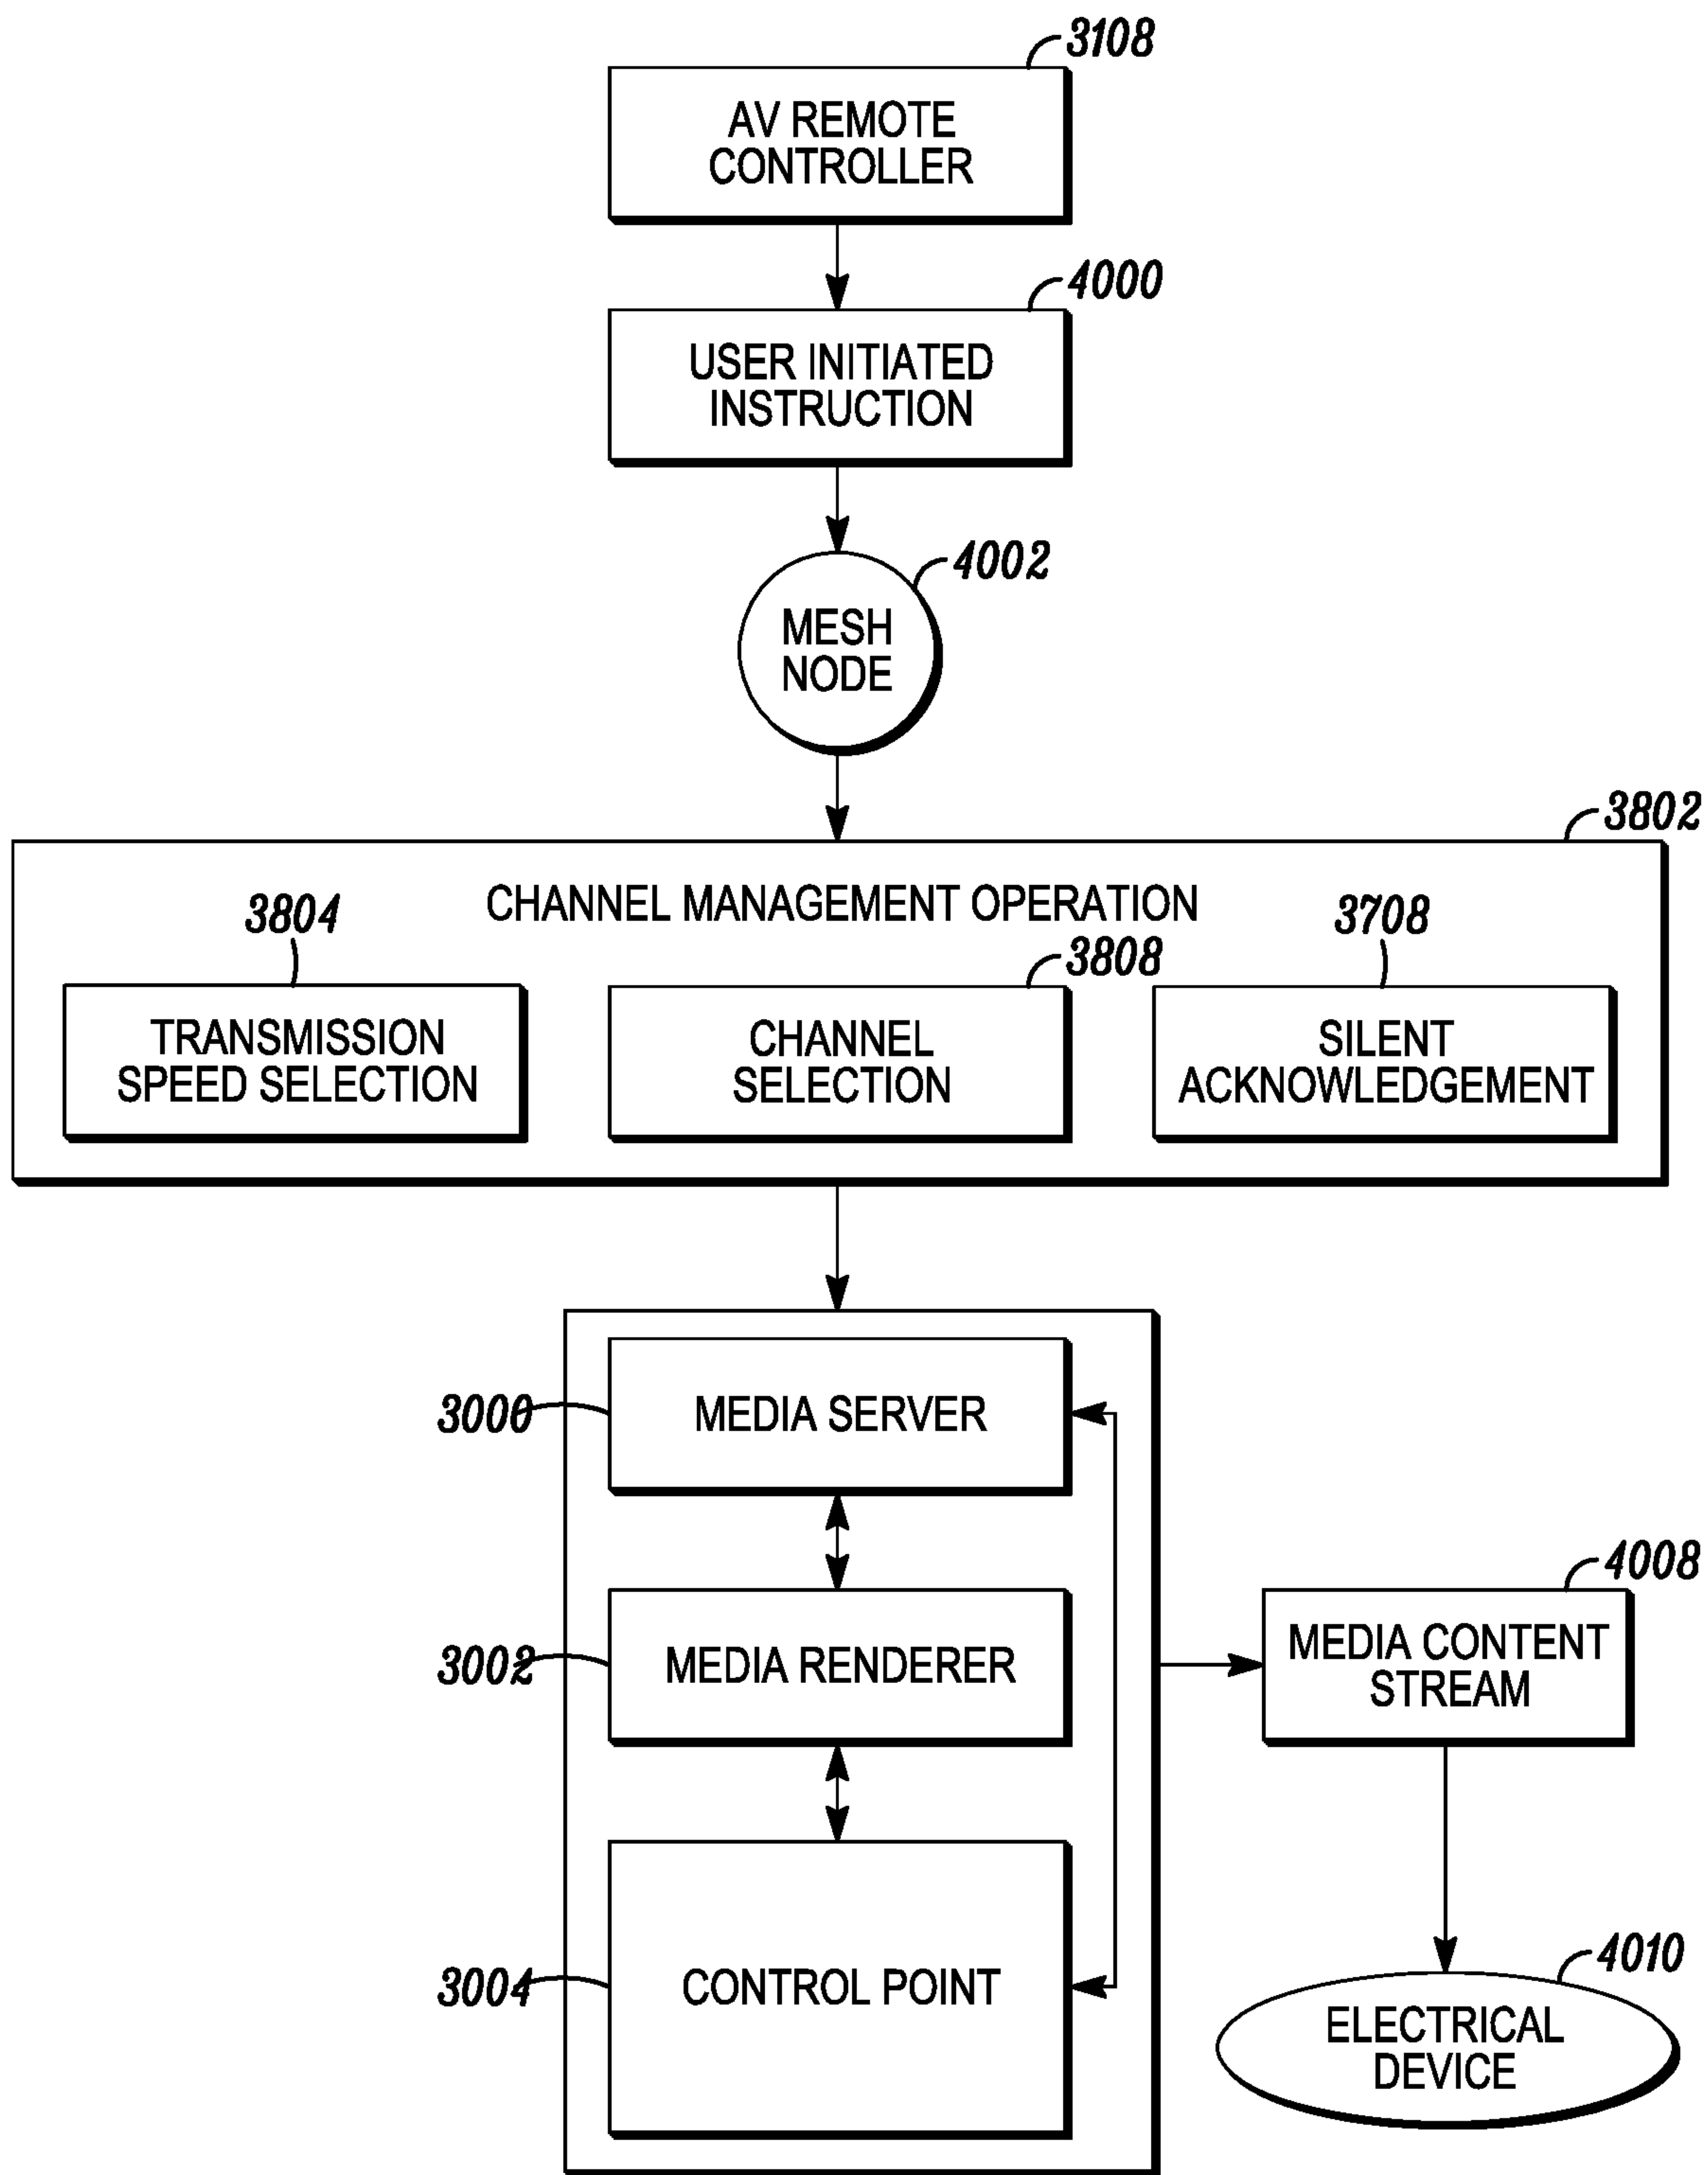 3108
AV REMOTE
CONTROLLER
4000
USER INITIATED
INSTRUCTION
4002
MESH
NODE
3802
CHANNEL MANAGEMENT OPERATION
3804
3808
3708
TRANSMISSION
SPEED SELECTION
CHANNEL
SELECTION
SILENT
ACKNOWLEDGEMENT
3000
MEDIA SERVER
3002
MEDIA RENDERER
4008
MEDIA CONTENT
STREAM
3004
CONTROL POINT
4010
ELECTRICAL
DEVICE